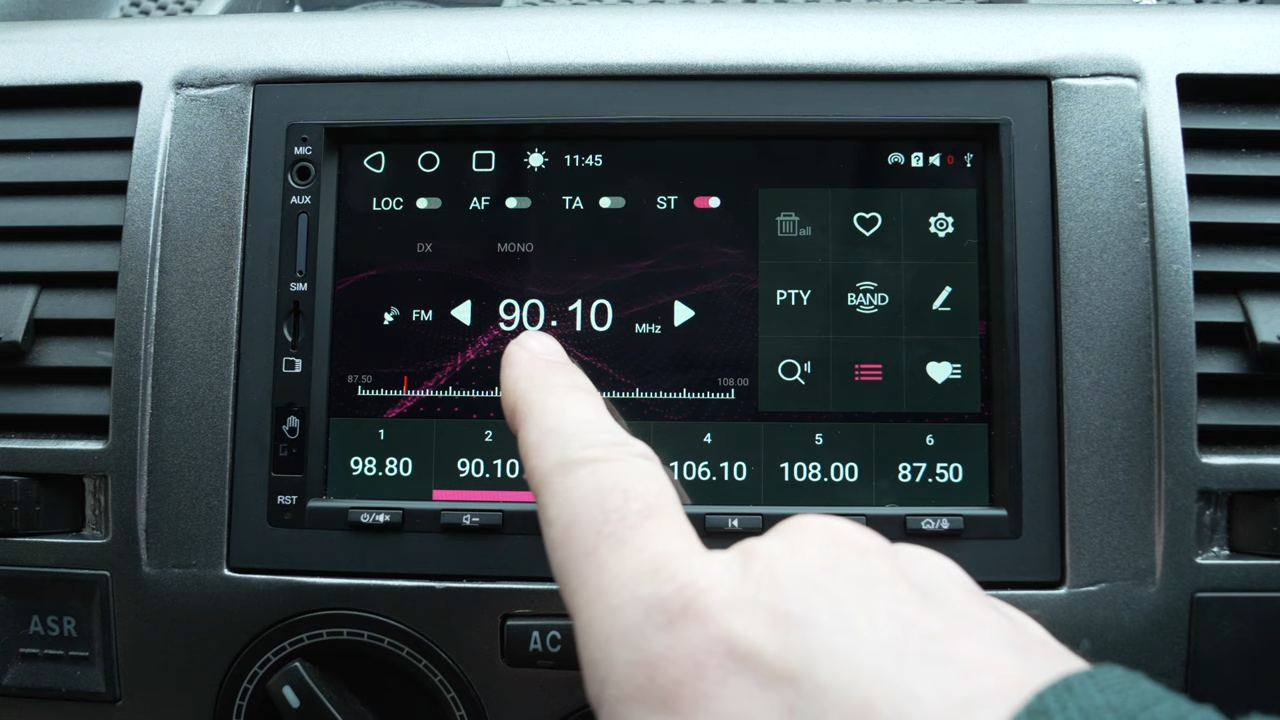 MIC
AUX
SIM
RST
11:45
0
LOC
AF
TA
ST
DX
MONO
FM
90.10
MHz
87.50
108.00
all
PTY
BAND
1
98.80
2
90.10
4
106.10
5
108.00
6
87.50
ASR
AC